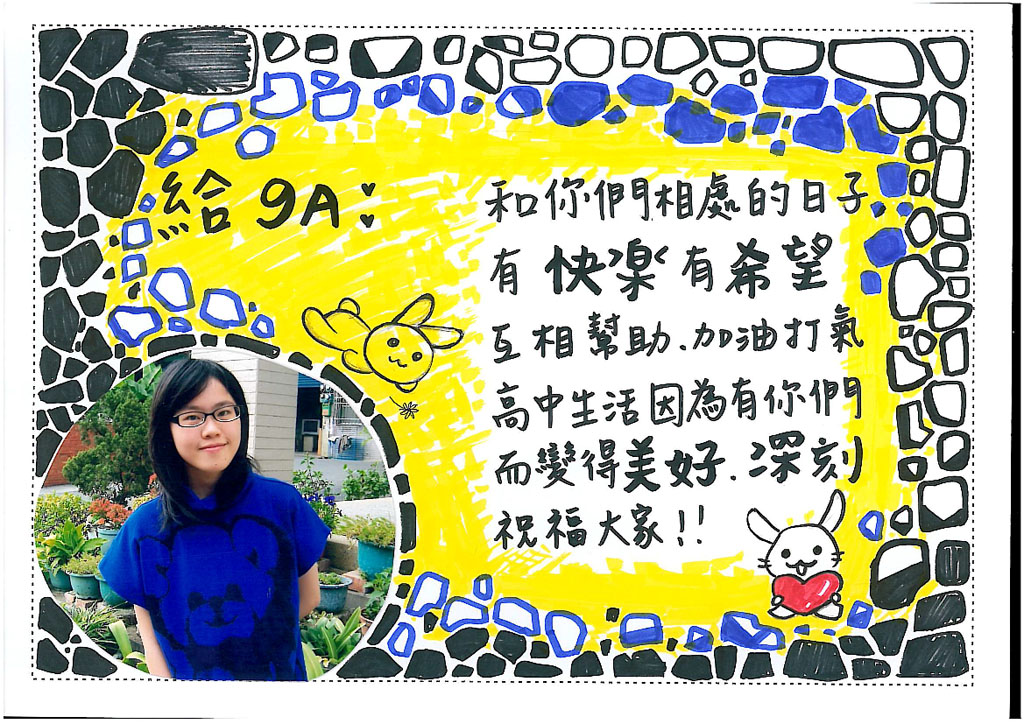 給 9A：
和你們相處的日子，
有快樂有希望
互相幫助．加油打氣
高中生活因為有你們
而變得美好．深刻
祝福大家！！